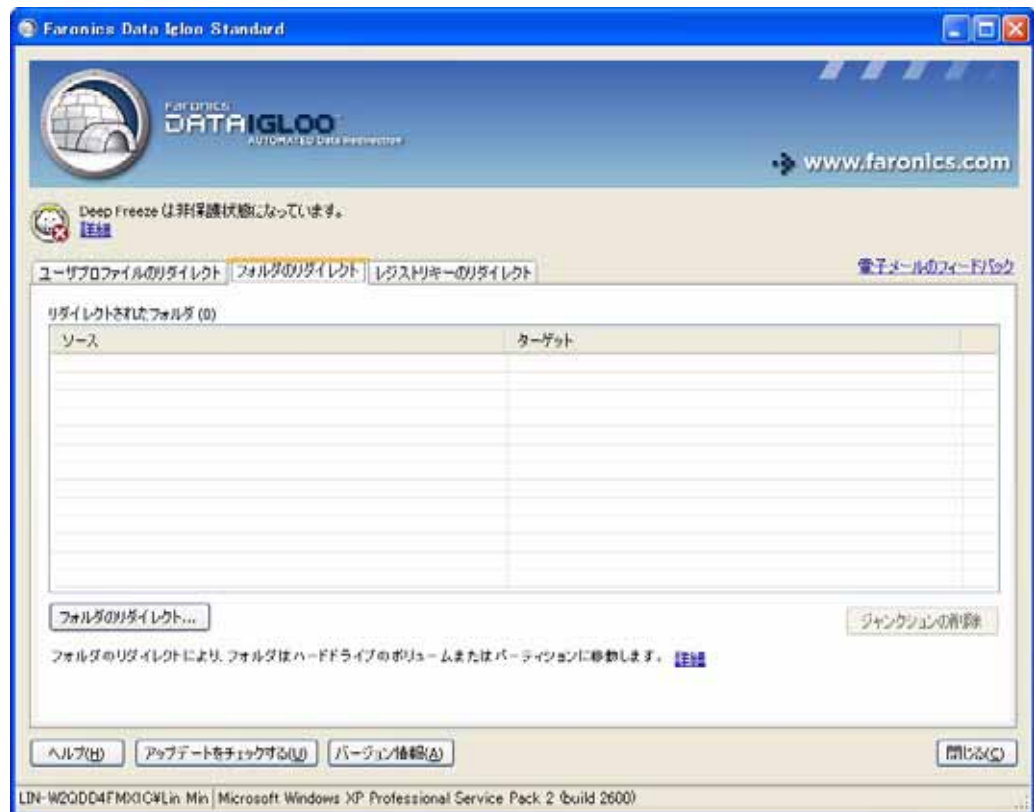 Faronics Data Igloo Standard
Faronics
DATAIGLOO
AUTOMATED Data Redirection
www.faronics.com
Deep Freeze は非保護状態になっています。
詳細
ユーザプロファイルのリダイレクト フォルダのリダイレクト レジストリキーのリダイレクト
電子メールのフィードバック
リダイレクトされたフォルダ (0)
ソース ターゲット
フォルダのリダイレクト... ジャンクションの削除
フォルダのリダイレクトにより、フォルダはハードドライブのボリュームまたはパーティションに移動します。 詳細
ヘルプ(H) アップデートをチェックする(U) バージョン情報(A) 閉じる(C)
LIN-W2QDD4FMXIG¥Lin Min Microsoft Windows XP Professional Service Pack 2 (build 2600)